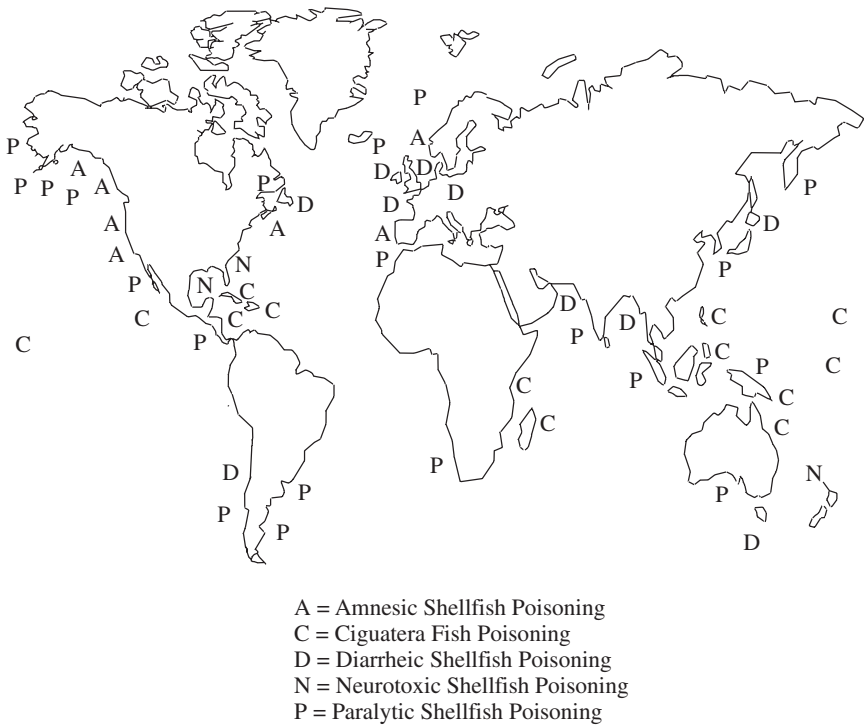 P
P P A
A D D
P P A P D P
P D D
A A D
A
A P N P
P N C D
C C C D C C
C P P C
P C
P C C
C C
D P N
P P
P
P
D
A = Amnesic Shellfish Poisoning
C = Ciguatera Fish Poisoning
D = Diarrheic Shellfish Poisoning
N = Neurotoxic Shellfish Poisoning
P = Paralytic Shellfish Poisoning